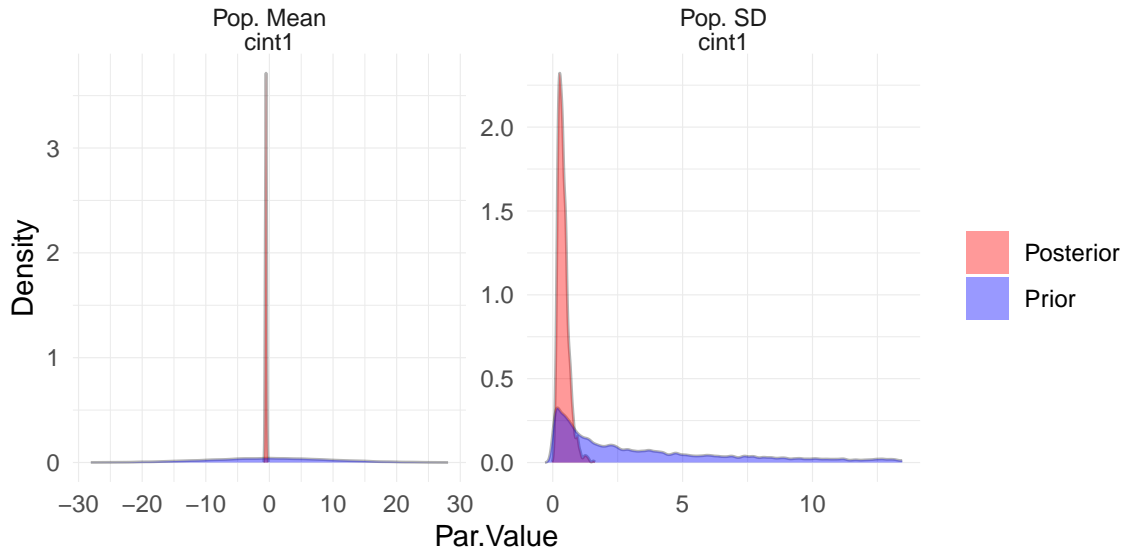 Pop. Mean
cint1
Pop. SD
cint1
Density
3
2
1
0
2.0
1.5
1.0
0.5
0.0
−30 −20 −10 0 10 20 30
0 5 10
Par.Value
Posterior
Prior